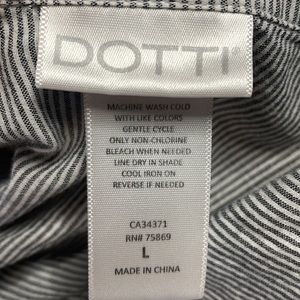 DOTTI
MACHINE WASH COLD
WITH LIKE COLORS
GENTLE CYCLE
ONLY NON-CHLORINE
BLEACH WHEN NEEDED
LINE DRY IN SHADE
COOL IRON ON
REVERSE IF NEEDED
CA34371
RN# 75869
L
MADE IN CHINA